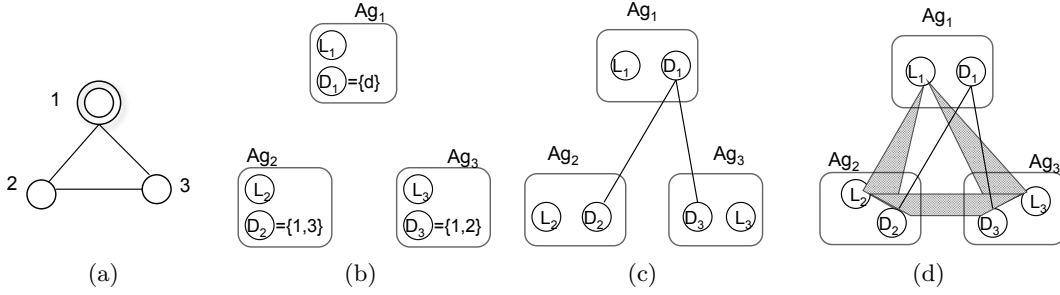 1
2
3
(a)
Ag₁
L₁
D₁={d}
Ag₂
L₂
D₂={1,3}
Ag₃
L₃
D₃={1,2}
(b)
Ag₁
L₁ D₁
Ag₂
L₂ D₂
Ag₃
D₃ L₃
(c)
Ag₁
L₁ D₁
Ag₂
L₂
D₂
Ag₃
L₃
D₃
(d)